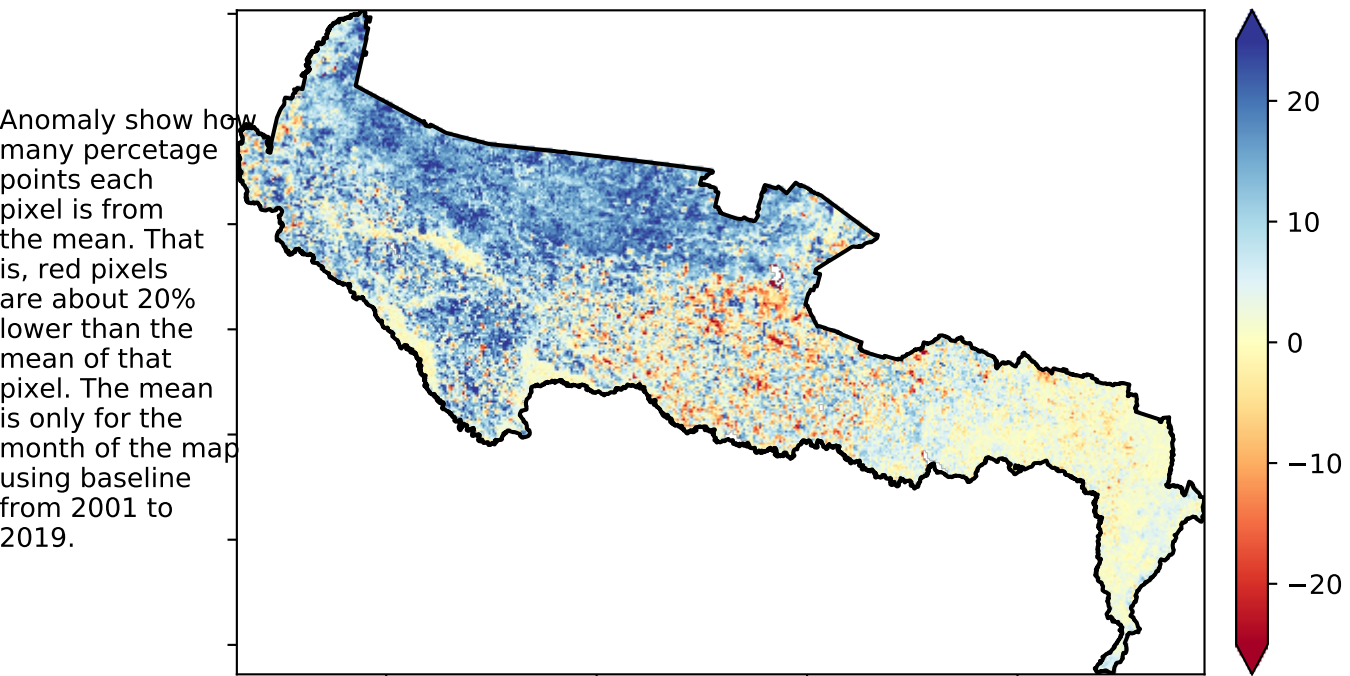 Anomaly show how
many percetage
points each
pixel is from
the mean. That
is, red pixels
are about 20%
lower than the
mean of that
pixel. The mean
is only for the
month of the map
using baseline
from 2001 to
2019.
20
10
0
−10
−20